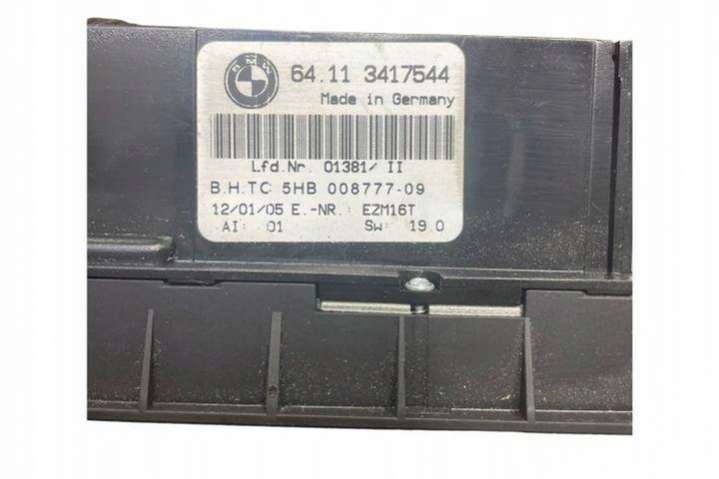 BMW 64.11 3417544
Made in Germany
Lfd.Nr. 01381/ II
B.H.TC 5HB 008777-09
12/01/05 E.-NR.: EZM16T
AI: 01 SW: 19.0